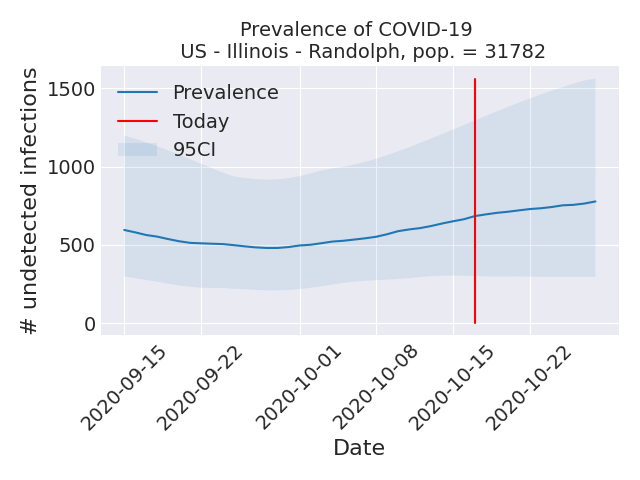 Prevalence of COVID-19
US - Illinois - Randolph, pop. = 31782
# undetected infections
1500
1000
500
0
Prevalence
Today
95CI
2020-09-15
2020-09-22
2020-10-01
2020-10-08
2020-10-15
2020-10-22
Date